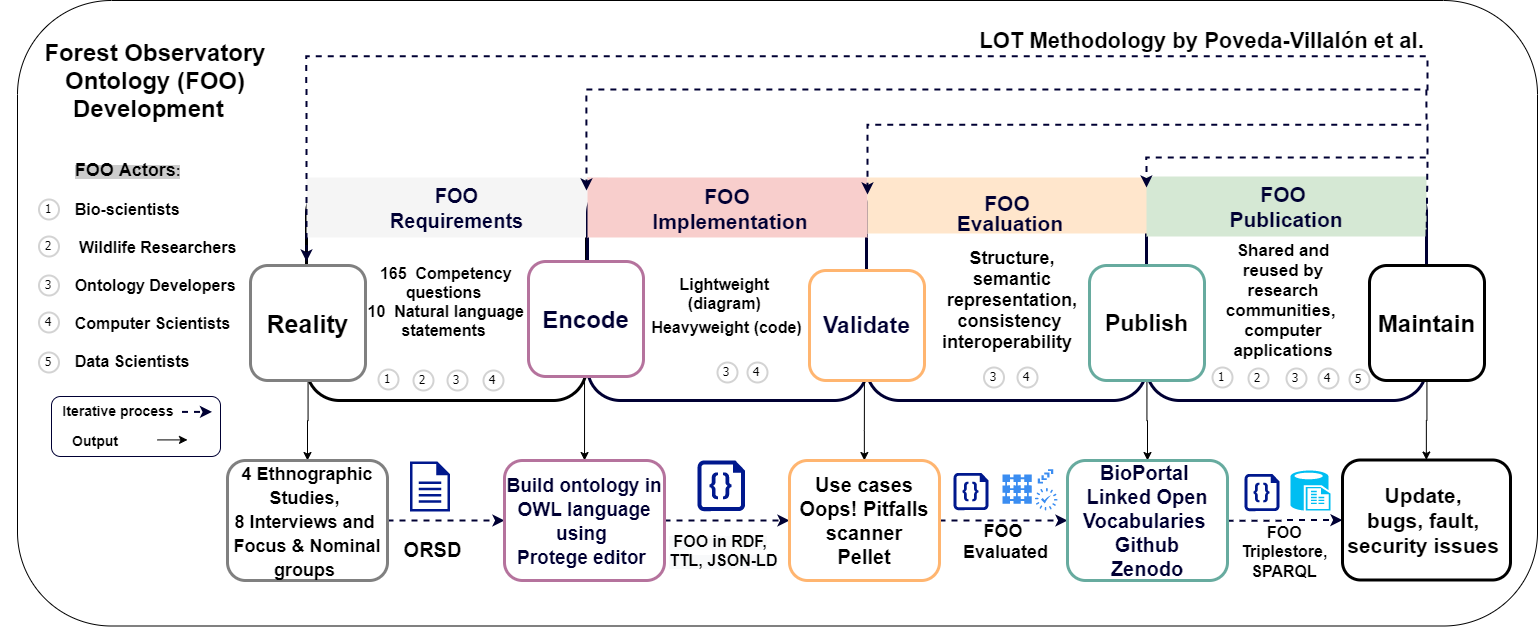 Forest Observatory
Ontology (FOO)
Development
LOT Methodology by Poveda-Villalón et al.
FOO Actors:
1 Bio-scientists
2 Wildlife Researchers
3 Ontology Developers
4 Computer Scientists
5 Data Scientists
Iterative process
Output
FOO
Requirements
FOO
Implementation
FOO
Evaluation
FOO
Publication
Reality
165 Competency
questions
10 Natural language
statements
1 2 3 4
Encode
Lightweight
(diagram)
Heavyweight (code)
3 4
Validate
Structure,
semantic
representation,
consistency
interoperability
3 4
Publish
Shared and
reused by
research
communities,
computer
applications
1 2 3 4 5
Maintain
4 Ethnographic
Studies,
8 Interviews and
Focus & Nominal
groups
ORSD
Build ontology in
OWL language
using
Protege editor
{}
FOO in RDF,
TTL, JSON-LD
Use cases
Oops! Pitfalls
scanner
Pellet
{}
FOO
Evaluated
BioPortal
Linked Open
Vocabularies
Github
Zenodo
{}
FOO
Triplestore,
SPARQL
Update,
bugs, fault,
security issues